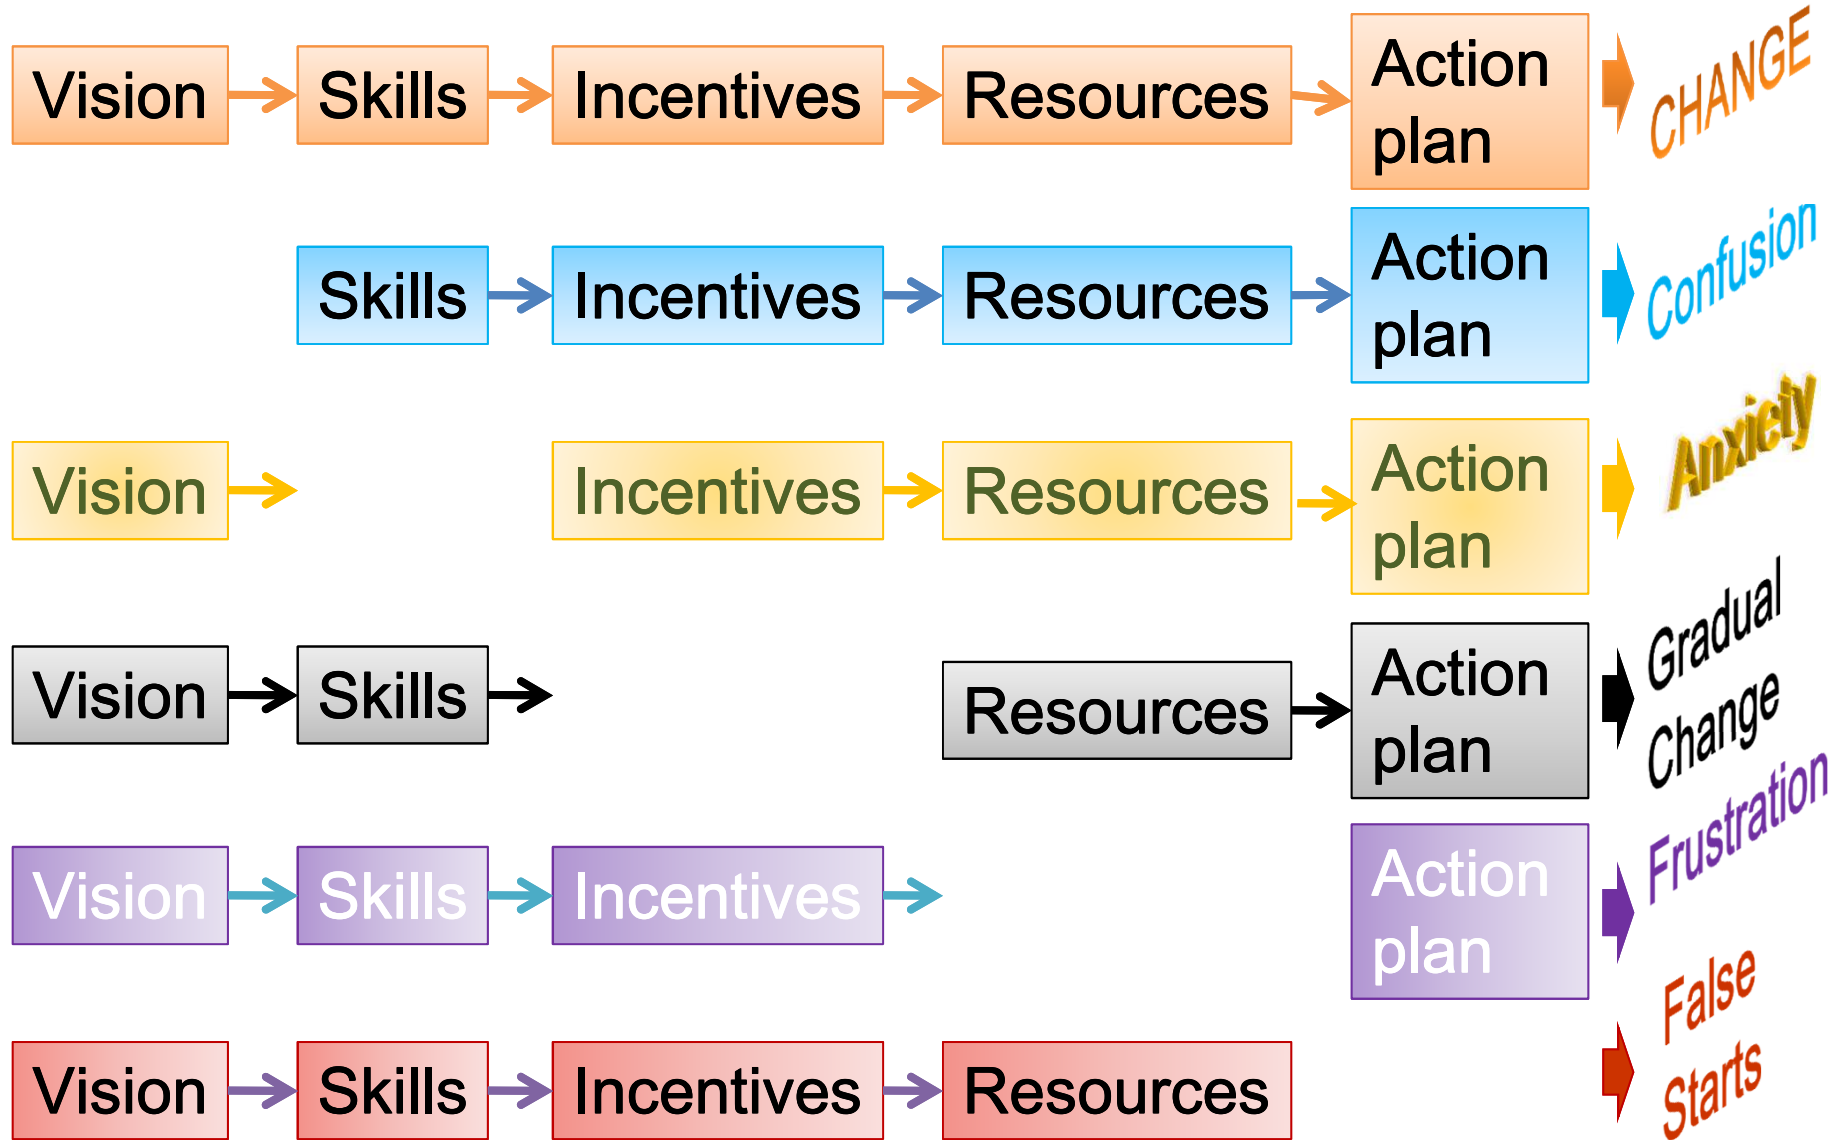 Vision
Skills
Incentives
Resources
Action
plan
CHANGE
Skills
Incentives
Resources
Action
plan
Confusion
Vision
Incentives
Resources
Action
plan
Anxiety
Vision
Skills
Resources
Action
plan
Gradual
Change
Vision
Skills
Incentives
Action
plan
Frustration
Vision
Skills
Incentives
Resources
False
Starts